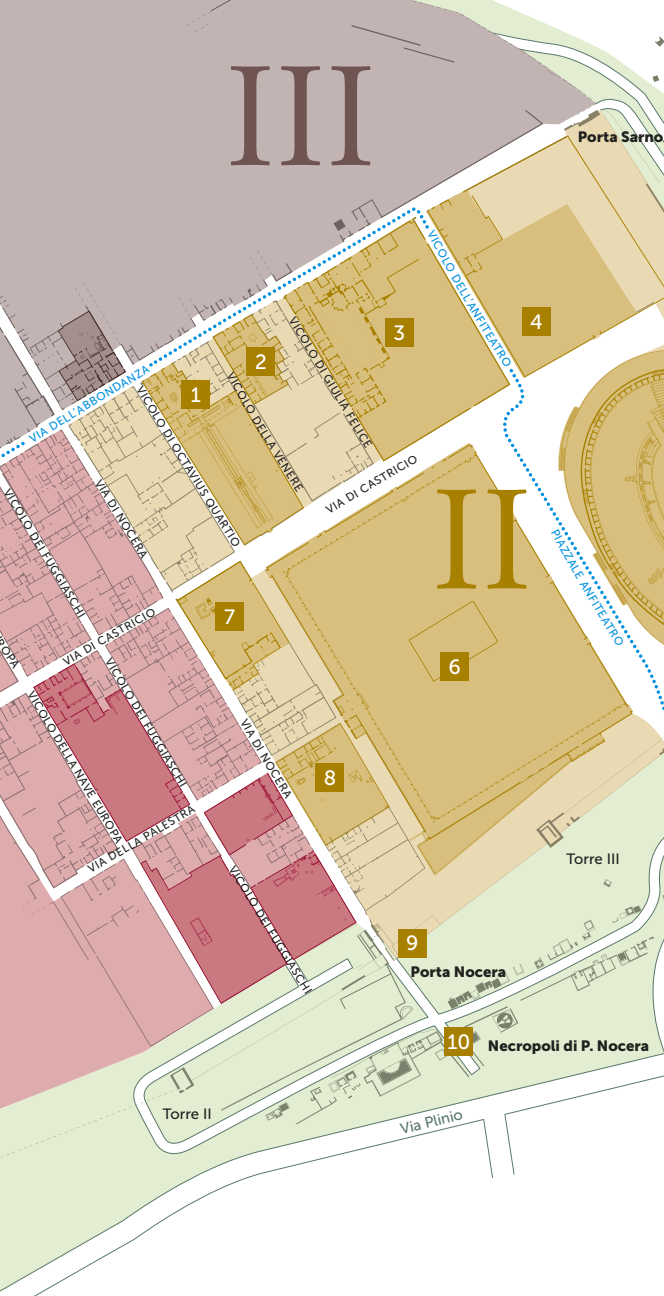 III
Porta Sarno
VICOLO DELL'ANFITEATRO
4
3
VICOLO DI GIULIA FELICE
2
1
VIA DELL'ABBONDANZA
VICOLO DELLA VENERE
VICOLO DI OCTAVIUS QUARTIO
VIA DI CASTRICIO
II
VIA DI NOCERA
VICOLO DEI FUGGIASCHI
PIAZZALE ANFITEATRO
7
VIA DI CASTRICIO
ROPA
6
VICOLO DEI FUGGIASCHI
VICOLO DELLA NAVE EUROPA
VIA DI NOCERA
8
VIA DELLA PALESTRA
Torre III
VICOLO DEI FUGGIASCHI
9
Porta Nocera
10
Necropoli di P. Nocera
Torre II
Via Plinio